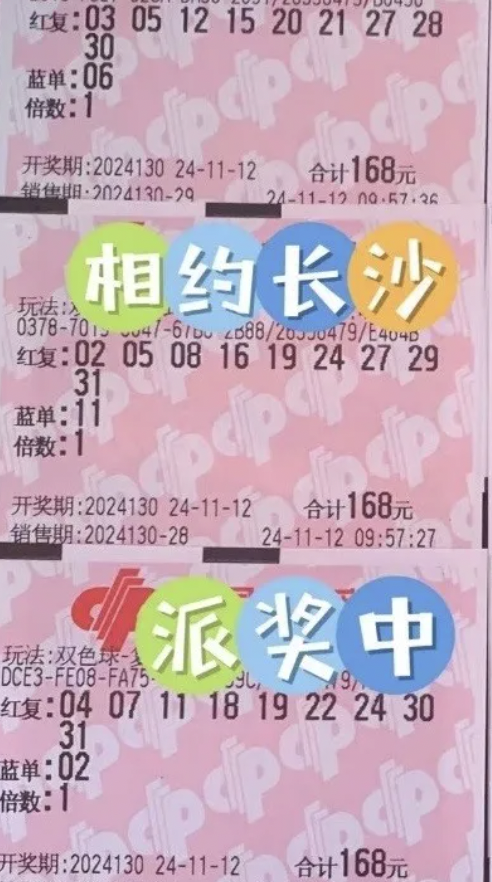 红复:03 05 12 15 20 21 27 28
30
蓝单:06
倍数:1
开奖期:2024130 24-11-12 合计168元
销售期:2024130-29 24-11-12 09:57:36
相约长沙
玩法:
红复:02 05 08 16 19 24 27 29
31
蓝单:11
倍数:1
开奖期:2024130 24-11-12 合计168元
销售期:2024130-28 24-11-12 09:57:27
派奖中
玩法:双色球-
DCE3-FE08-FA75-
红复:04 07 11 18 19 22 24 30
31
蓝单:02
倍数:1
开奖期:2024130 24-11-12 合计168元